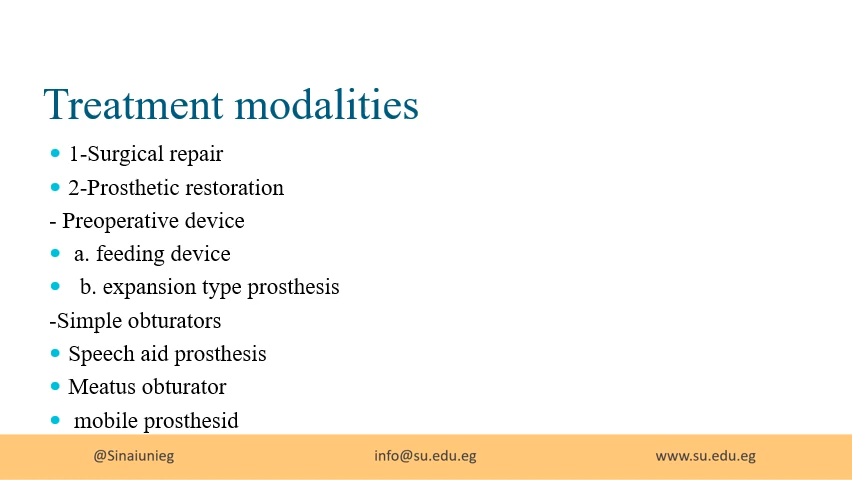 Treatment modalities
1-Surgical repair
2-Prosthetic restoration
- Preoperative device
a. feeding device
b. expansion type prosthesis
-Simple obturators
Speech aid prosthesis
Meatus obturator
mobile prosthesid
@Sinaiunieg info@su.edu.eg www.su.edu.eg